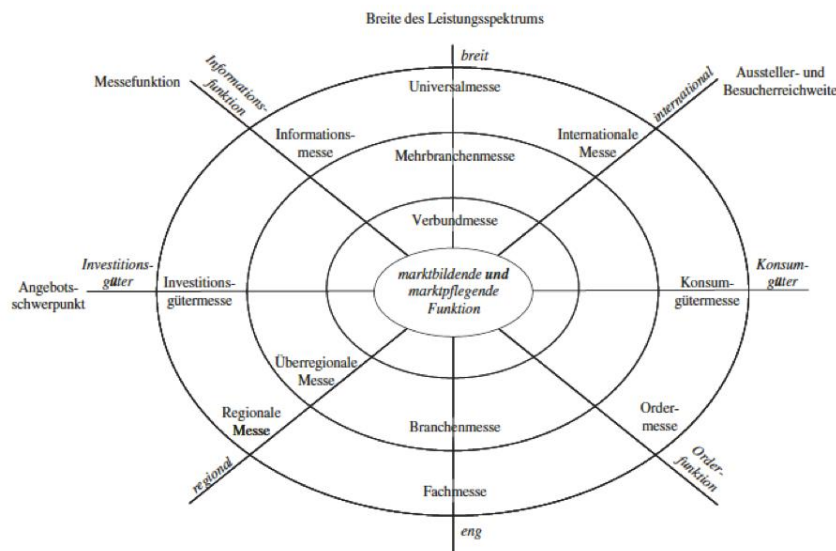 Breite des Leistungsspektrums
breit
Messefunktion
Informations-
funktion
international
Aussteller- und
Besucherreichweite
Universalmesse
Informations-
messe
Mehrbranchenmesse
Internationale
Messe
Verbundmesse
Angebots-
schwerpunkt
Investitions-
güter
Investitions-
gütermesse
marktbildende und
marktpflegende
Funktion
Konsum-
gütermesse
Konsum-
güter
Überregionale
Messe
Regionale
Messe
regional
Branchenmesse
Order-
messe
Order-
funktion
Fachmesse
eng